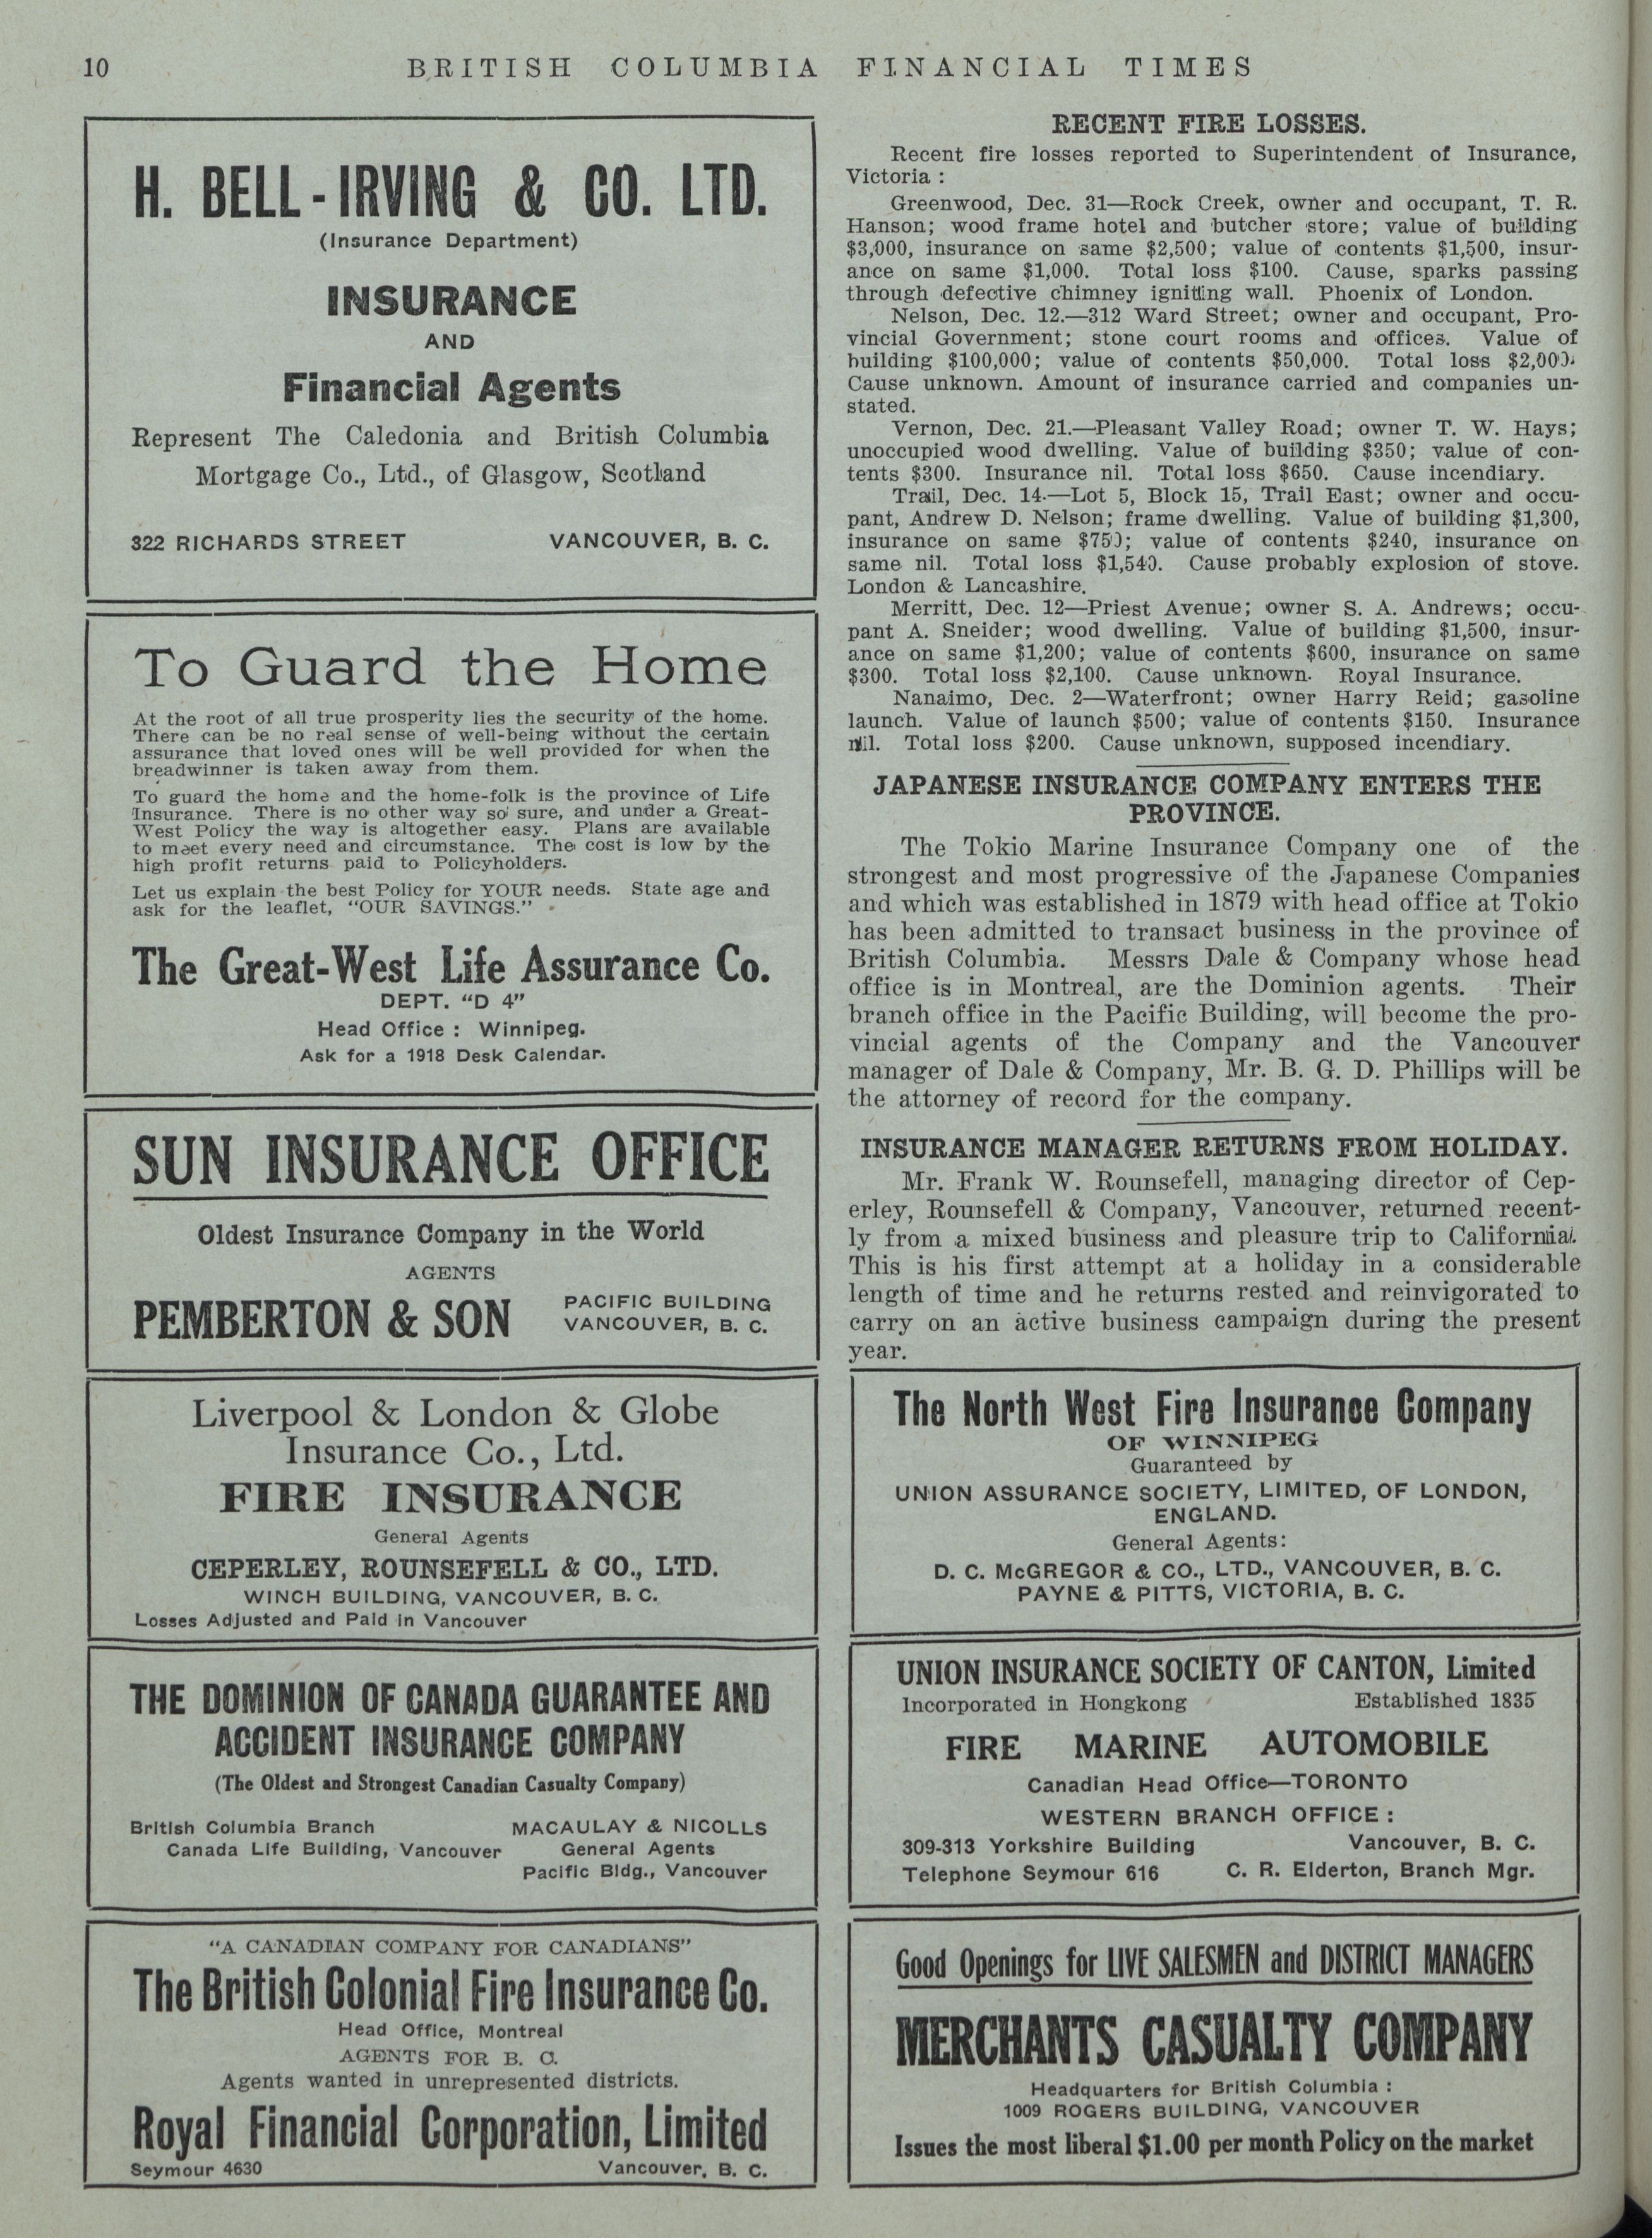 10
BRITISH COLUMBIA FINANCIAL TIMES
H. BELL-IRVING & CO. LTD.
(Insurance Department)
INSURANCE
AND
Financial Agents
Represent The Caledonia and British Columbia
Mortgage Co., Ltd., of Glasgow, Scotland
322 RICHARDS STREET VANCOUVER, B. C.
To Guard the Home
At the root of all true prosperity lies the security of the home.
There can be no real sense of well-being without the certain
assurance that loved ones will be well provided for when the
breadwinner is taken away from them.
To guard the home and the home-folk is the province of Life
Insurance. There is no other way so sure, and under a Great-
West Policy the way is altogether easy. Plans are available
to meet every need and circumstance. The cost is low by the
high profit returns paid to Policyholders.
Let us explain the best Policy for YOUR needs. State age and
ask for the leaflet, "OUR SAVINGS."
The Great-West Life Assurance Co.
DEPT. "D 4"
Head Office : Winnipeg.
Ask for a 1918 Desk Calendar.
SUN INSURANCE OFFICE
Oldest Insurance Company in the World
AGENTS
PEMBERTON & SON
PACIFIC BUILDING
VANCOUVER, B. C.
Liverpool & London & Globe
Insurance Co., Ltd.
FIRE INSURANCE
General Agents
CEPERLEY, ROUNSEFELL & CO., LTD.
WINCH BUILDING, VANCOUVER, B. C.
Losses Adjusted and Paid in Vancouver
THE DOMINION OF CANADA GUARANTEE AND
ACCIDENT INSURANCE COMPANY
(The Oldest and Strongest Canadian Casualty Company)
British Columbia Branch
Canada Life Building, Vancouver
MACAULAY & NICOLLS
General Agents
Pacific Bldg., Vancouver
"A CANADIAN COMPANY FOR CANADIANS"
The British Colonial Fire Insurance Co.
Head Office, Montreal
AGENTS FOR B. C.
Agents wanted in unrepresented districts.
Royal Financial Corporation, Limited
Seymour 4630 Vancouver, B. C.
RECENT FIRE LOSSES.
Recent fire losses reported to Superintendent of Insurance,
Victoria :
Greenwood, Dec. 31—Rock Creek, owner and occupant, T. R.
Hanson; wood frame hotel and butcher store; value of building
$3,000, insurance on same $2,500; value of contents $1,500, insur-
ance on same $1,000. Total loss $100. Cause, sparks passing
through defective chimney igniting wall. Phoenix of London.
Nelson, Dec. 12.—312 Ward Street; owner and occupant, Pro-
vincial Government; stone court rooms and offices. Value of
building $100,000; value of contents $50,000. Total loss $2,000.
Cause unknown. Amount of insurance carried and companies un-
stated.
Vernon, Dec. 21.—Pleasant Valley Road; owner T. W. Hays;
unoccupied wood dwelling. Value of building $350; value of con-
tents $300. Insurance nil. Total loss $650. Cause incendiary.
Trail, Dec. 14.—Lot 5, Block 15, Trail East; owner and occu-
pant, Andrew D. Nelson; frame dwelling. Value of building $1,300,
insurance on same $750; value of contents $240, insurance on
same nil. Total loss $1,540. Cause probably explosion of stove.
London & Lancashire.
Merritt, Dec. 12—Priest Avenue; owner S. A. Andrews; occu-
pant A. Sneider; wood dwelling. Value of building $1,500, insur-
ance on same $1,200; value of contents $600, insurance on same
$300. Total loss $2,100. Cause unknown. Royal Insurance.
Nanaimo, Dec. 2—Waterfront; owner Harry Reid; gasoline
launch. Value of launch $500; value of contents $150. Insurance
nil. Total loss $200. Cause unknown, supposed incendiary.
JAPANESE INSURANCE COMPANY ENTERS THE
PROVINCE.
The Tokio Marine Insurance Company one of the
strongest and most progressive of the Japanese Companies
and which was established in 1879 with head office at Tokio
has been admitted to transact business in the province of
British Columbia. Messrs Dale & Company whose head
office is in Montreal, are the Dominion agents. Their
branch office in the Pacific Building, will become the pro-
vincial agents of the Company and the Vancouver
manager of Dale & Company, Mr. B. G. D. Phillips will be
the attorney of record for the company.
INSURANCE MANAGER RETURNS FROM HOLIDAY.
Mr. Frank W. Rounsefell, managing director of Cep-
erley, Rounsefell & Company, Vancouver, returned recent-
ly from a mixed business and pleasure trip to California.
This is his first attempt at a holiday in a considerable
length of time and he returns rested and reinvigorated to
carry on an active business campaign during the present
year.
The North West Fire Insurance Company
OF WINNIPEG
Guaranteed by
UNION ASSURANCE SOCIETY, LIMITED, OF LONDON,
ENGLAND.
General Agents:
D. C. McGREGOR & CO., LTD., VANCOUVER, B. C.
PAYNE & PITTS, VICTORIA, B. C.
UNION INSURANCE SOCIETY OF CANTON, Limited
Incorporated in Hongkong Established 1835
FIRE MARINE AUTOMOBILE
Canadian Head Office—TORONTO
WESTERN BRANCH OFFICE :
309-313 Yorkshire Building Vancouver, B. C.
Telephone Seymour 616 C. R. Elderton, Branch Mgr.
Good Openings for LIVE SALESMEN and DISTRICT MANAGERS
MERCHANTS CASUALTY COMPANY
Headquarters for British Columbia :
1009 ROGERS BUILDING, VANCOUVER
Issues the most liberal $1.00 per month Policy on the market